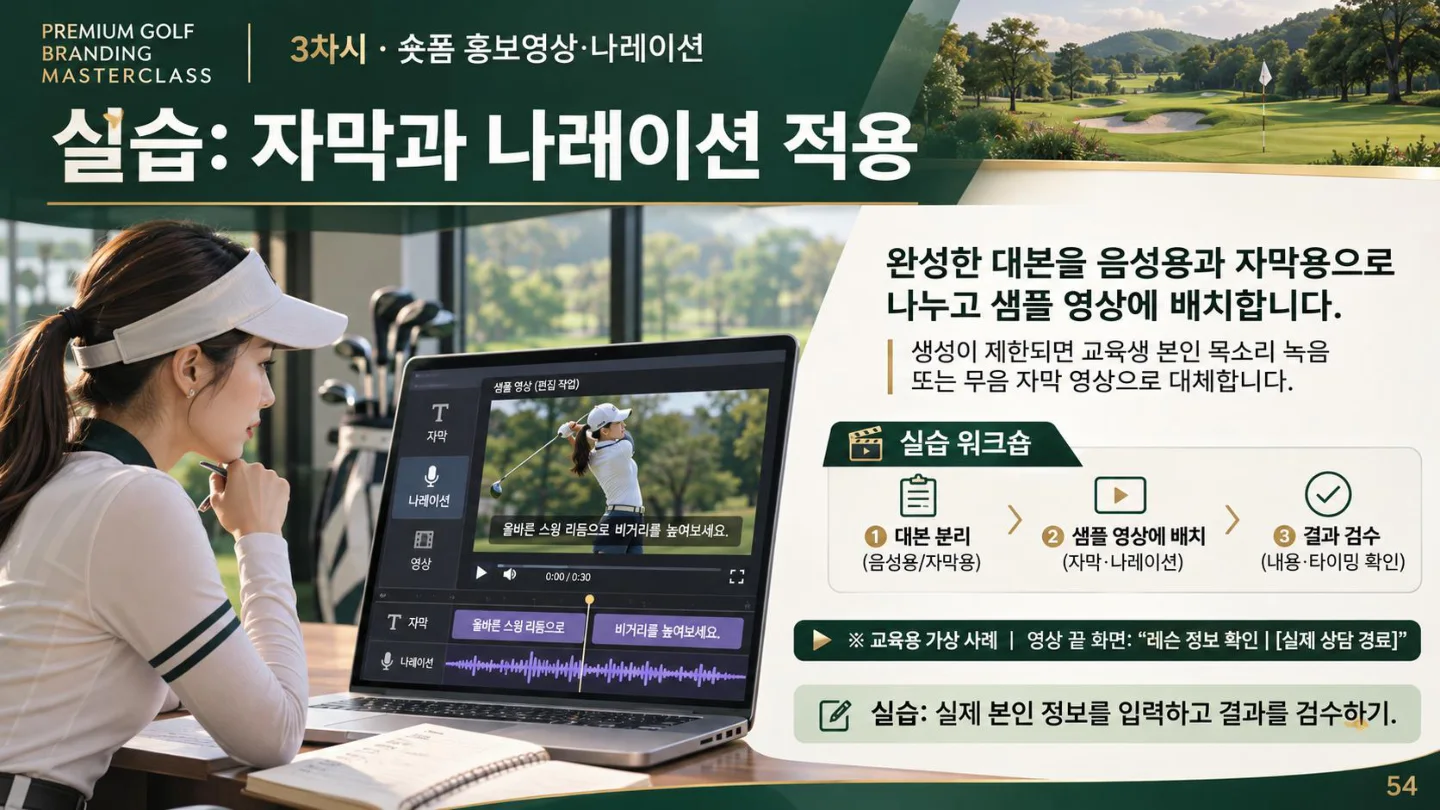 PREMIUM GOLF
BRANDING
MASTERCLASS
3차시 · 숏폼 홍보영상·나레이션
실습: 자막과 나레이션 적용
완성한 대본을 음성용과 자막용으로
나누고 샘플 영상에 배치합니다.
생성이 제한되면 교육생 본인 목소리 녹음
또는 무음 자막 영상으로 대체합니다.
샘플 영상 (편집 작업)
자막
나레이션
영상
올바른 스윙 리듬으로 비거리를 높여보세요.
0:00 / 0:30
자막
올바른 스윙 리듬으로
비거리를 높여보세요.
나레이션
실습 워크숍
1 대본 분리
(음성용/자막용)
2 샘플 영상에 배치
(자막·나레이션)
3 결과 검수
(내용·타이밍 확인)
※ 교육용 가상 사례 | 영상 끝 화면: “레슨 정보 확인 | [실제 상담 경로]”
실습: 실제 본인 정보를 입력하고 결과를 검수하기.
54